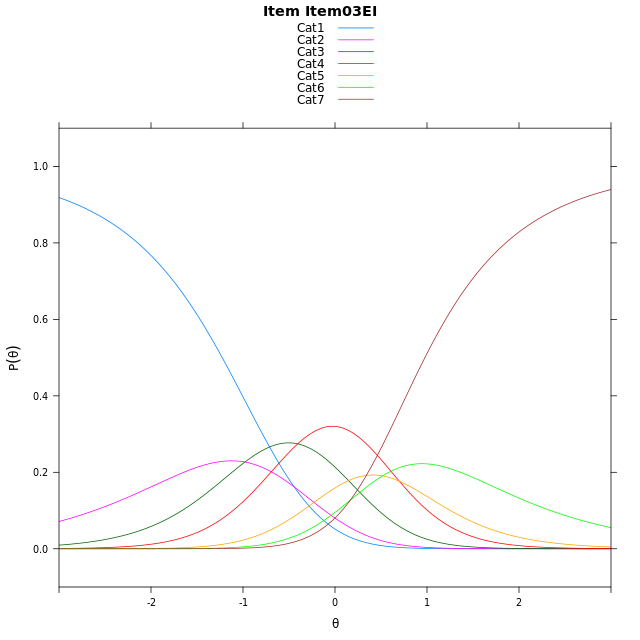 Item Item03EI
Cat1
Cat2
Cat3
Cat4
Cat5
Cat6
Cat7
1.0
0.8
0.6
0.4
0.2
0.0
P(θ)
-2 -1 0 1 2
θ